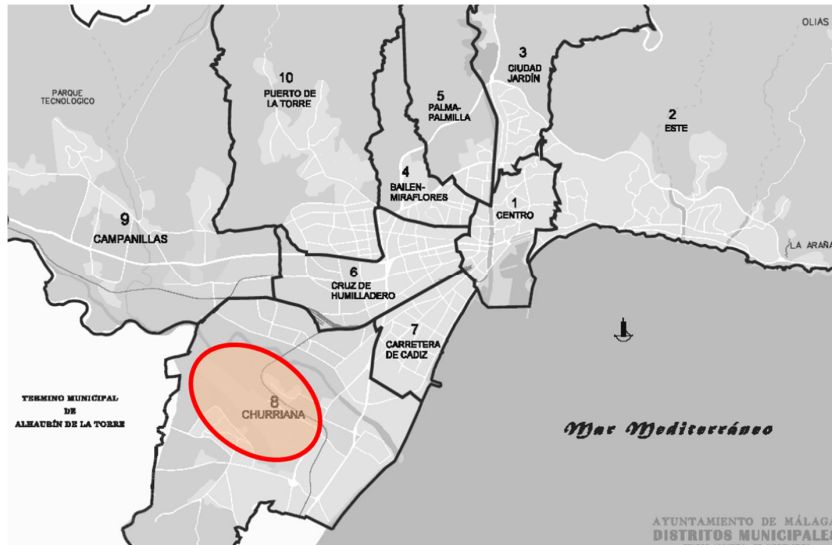 OLIAS
3
CIUDAD
JARDÍN
10
PUERTO DE
LA TORRE
PARQUE
TECNOLOGICO
5
PALMA-
PALMILLA
2
ESTE
4
BAILEN-
MIRAFLORES
1
CENTRO
9
CAMPANILLAS
LA ARAÑA
6
CRUZ DE
HUMILLADERO
7
CARRETERA
DE CADIZ
TERMINO MUNICIPAL
DE
ALHAURÍN DE LA TORRE
8
CHURRIANA
Mar Mediterráneo
AYUNTAMIENTO DE MÁLAGA
DISTRITOS MUNICIPALES